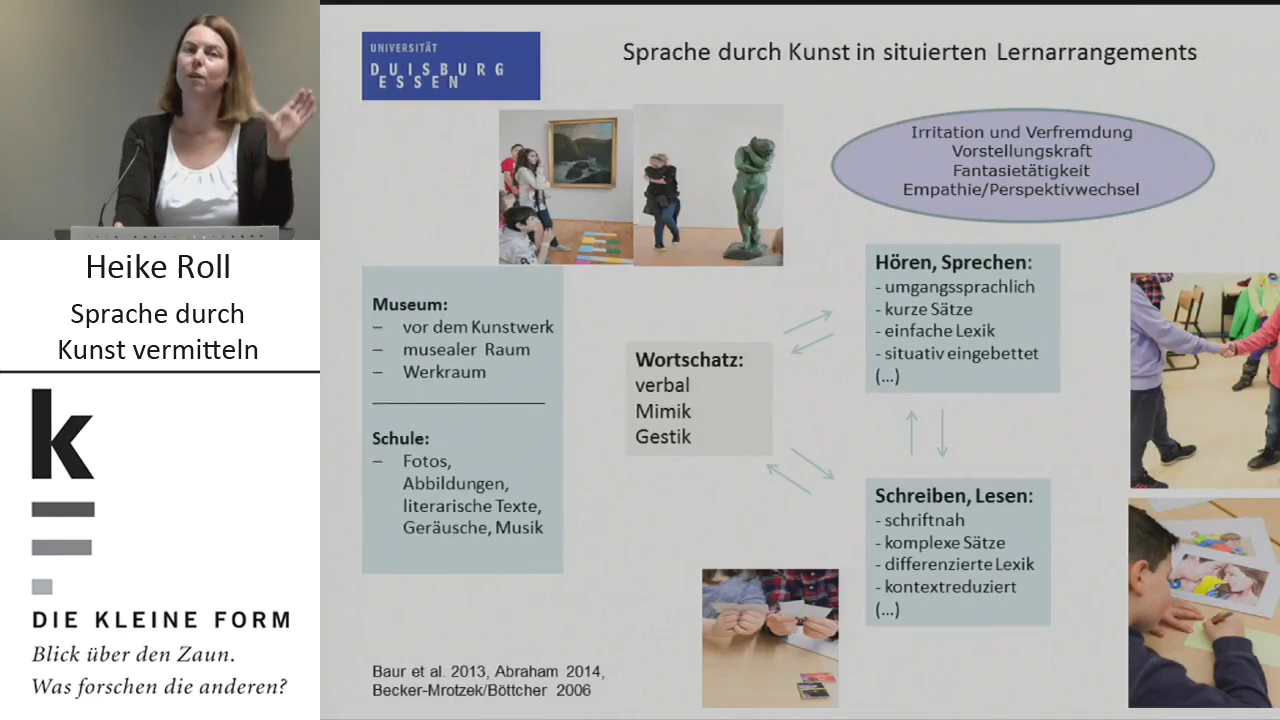 Heike Roll
Sprache durch
Kunst vermitteln
k
DIE KLEINE FORM
Blick über den Zaun.
Was forschen die anderen?
UNIVERSITÄT
DUISBURG
ESSEN
Sprache durch Kunst in situierten Lernarrangements
Irritation und Verfremdung
Vorstellungskraft
Fantasietätigkeit
Empathie/Perspektivwechsel
Museum:
– vor dem Kunstwerk
– musealer Raum
– Werkraum
Schule:
– Fotos,
Abbildungen,
literarische Texte,
Geräusche, Musik
Wortschatz:
verbal
Mimik
Gestik
Hören, Sprechen:
- umgangssprachlich
- kurze Sätze
- einfache Lexik
- situativ eingebettet
(...)
Schreiben, Lesen:
- schriftnah
- komplexe Sätze
- differenzierte Lexik
- kontextreduziert
(...)
Baur et al. 2013, Abraham 2014,
Becker-Mrotzek/Böttcher 2006